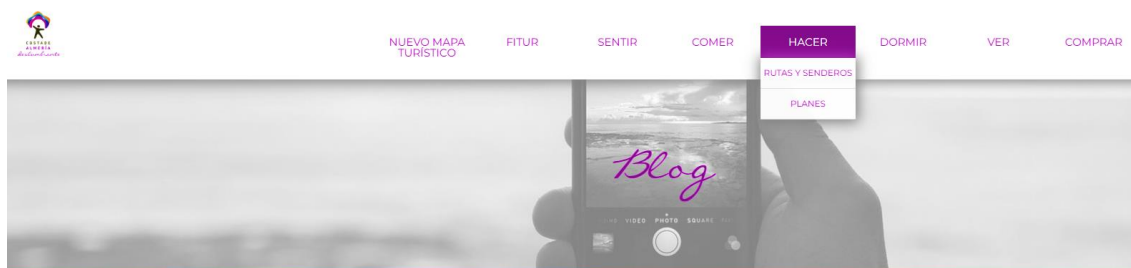 COSTA DE
ALMERÍA
NUEVO MAPA
TURÍSTICO
FITUR
SENTIR
COMER
HACER
DORMIR
VER
COMPRAR
RUTAS Y SENDEROS
PLANES
Blog
VIDEO PHOTO SQUARE